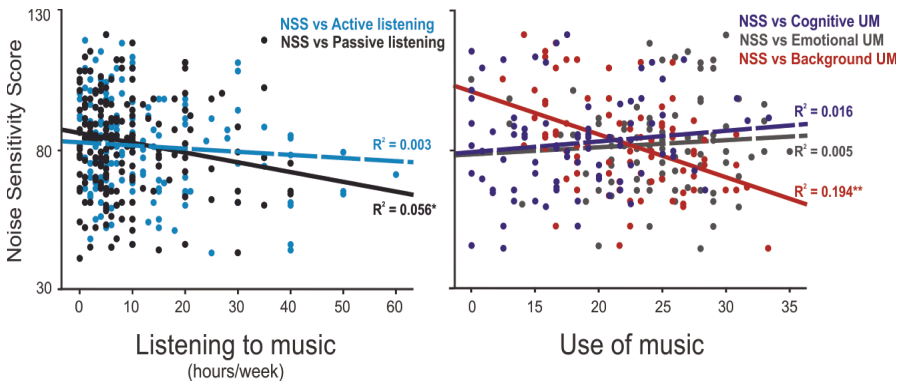 NSS vs Active listening
NSS vs Passive listening
130
80
30
Noise Sensitivity Score
R² = 0.003
R² = 0.056*
0 10 20 30 40 50 60
Listening to music
(hours/week)
NSS vs Cognitive UM
NSS vs Emotional UM
NSS vs Background UM
R² = 0.016
R² = 0.005
R² = 0.194**
0 15 20 25 30 35
Use of music